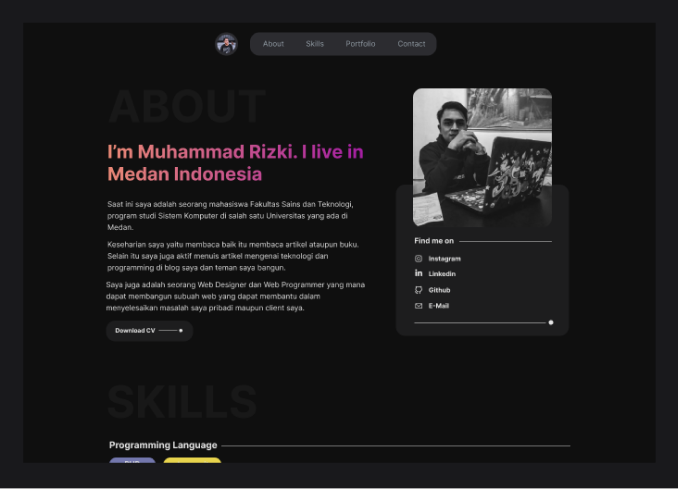 About Skills Portfolio Contact
ABOUT
I'm Muhammad Rizki. I live in
Medan Indonesia
Saat ini saya adalah seorang mahasiswa Fakultas Sains dan Teknologi,
program studi Sistem Komputer di salah satu Universitas yang ada di
Medan.
Keseharian saya yaitu membaca baik itu membaca artikel ataupun buku.
Selain itu saya juga aktif menuis artikel mengenai teknologi dan
programming di blog saya dan teman saya bangun.
Saya juga adalah seorang Web Designer dan Web Programmer yang mana
dapat membangun subuah web yang dapat membantu dalam
menyelesaikan masalah saya pribadi maupun client saya.
Download CV
Find me on
Instagram
Linkedin
Github
E-Mail
SKILLS
Programming Language